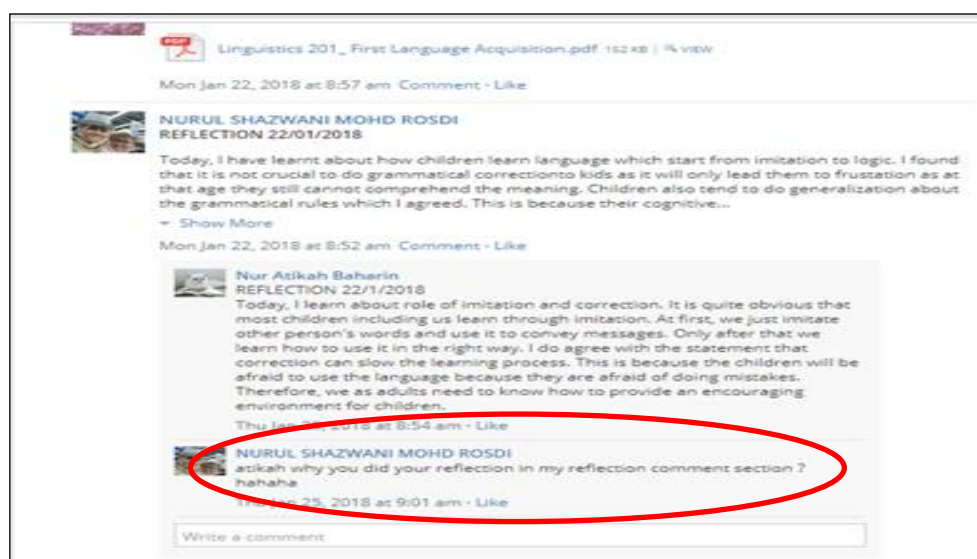 PDF
Linguistics 201_ First Language Acquisition.pdf 152 KB | VIEW
Mon Jan 22, 2018 at 8:57 am Comment · Like
NURUL SHAZWANI MOHD ROSDI
REFLECTION 22/01/2018
Today, I have learnt about how children learn language which start from imitation to logic. I found
that it is not crucial to do grammatical correctionto kids as it will only lead them to frustation as at
that age they still cannot comprehend the meaning. Children also tend to do generalization about
the grammatical rules which I agreed. This is because their cognitive...
Show More
Mon Jan 22, 2018 at 8:52 am Comment · Like
Nur Atikah Baharin
REFLECTION 22/1/2018
Today, I learn about role of imitation and correction. It is quite obvious that
most children including us learn through imitation. At first, we just imitate
other person's words and use it to convey messages. Only after that we
learn how to use it in the right way. I do agree with the statement that
correction can slow the learning process. This is because the children will be
afraid to use the language because they are afraid of doing mistakes.
Therefore, we as adults need to know how to provide an encouraging
environment for children.
Thu Jan 25, 2018 at 8:54 am · Like
NURUL SHAZWANI MOHD ROSDI
atikah why you did your reflection in my reflection comment section ?
hahaha
Thu Jan 25, 2018 at 9:01 am · Like
Write a comment